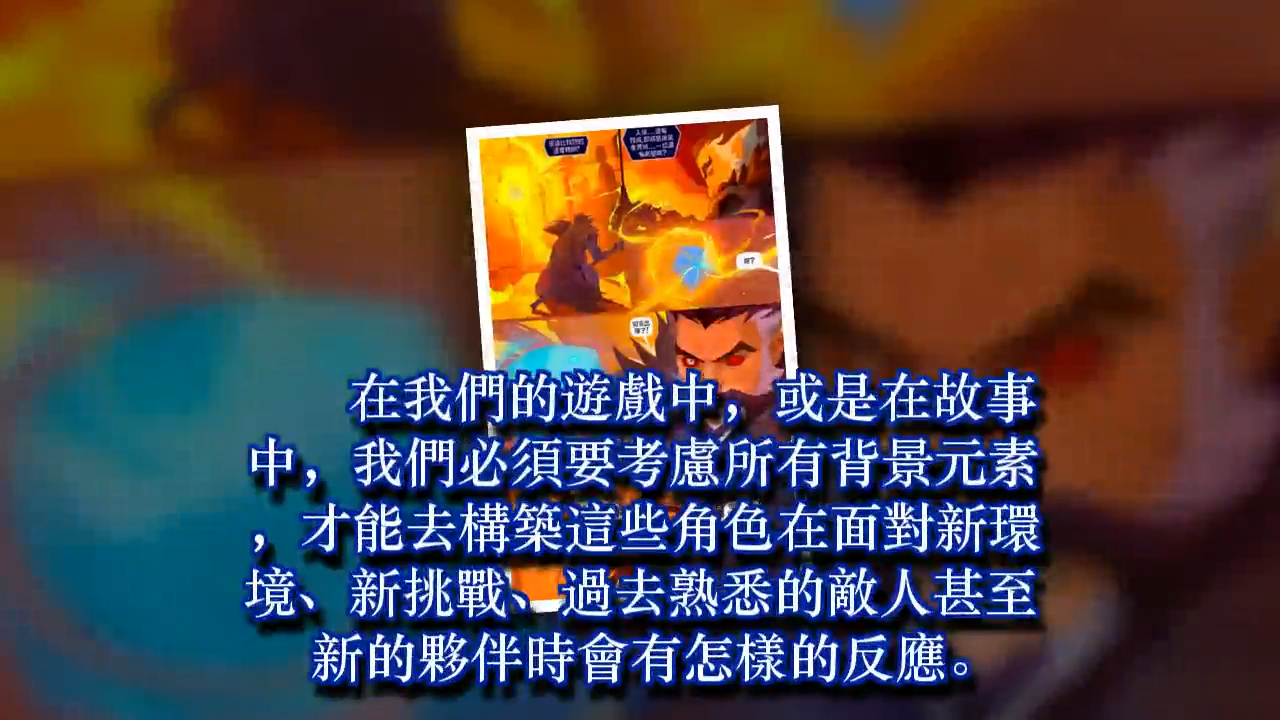 嗯?
在我們的遊戲中，或是在故事
中，我們必須要考慮所有背景元素
，才能去構築這些角色在面對新環
境、新挑戰、過去熟悉的敵人甚至
新的夥伴時會有怎樣的反應。